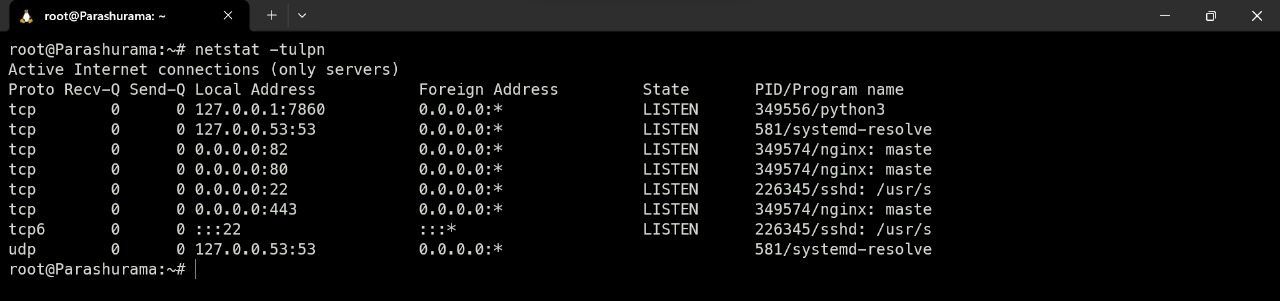 root@Parashurama: ~
root@Parashurama:~# netstat -tulpn
Active Internet connections (only servers)
Proto Recv-Q Send-Q Local Address           Foreign Address         State       PID/Program name
tcp        0      0 127.0.0.1:7860          0.0.0.0:*               LISTEN      349556/python3
tcp        0      0 127.0.0.53:53           0.0.0.0:*               LISTEN      581/systemd-resolve
tcp        0      0 0.0.0.0:82              0.0.0.0:*               LISTEN      349574/nginx: maste
tcp        0      0 0.0.0.0:80              0.0.0.0:*               LISTEN      349574/nginx: maste
tcp        0      0 0.0.0.0:22              0.0.0.0:*               LISTEN      226345/sshd: /usr/s
tcp        0      0 0.0.0.0:443             0.0.0.0:*               LISTEN      349574/nginx: maste
tcp6       0      0 :::22                   :::*                    LISTEN      226345/sshd: /usr/s
udp        0      0 127.0.0.53:53           0.0.0.0:*                           581/systemd-resolve
root@Parashurama:~#